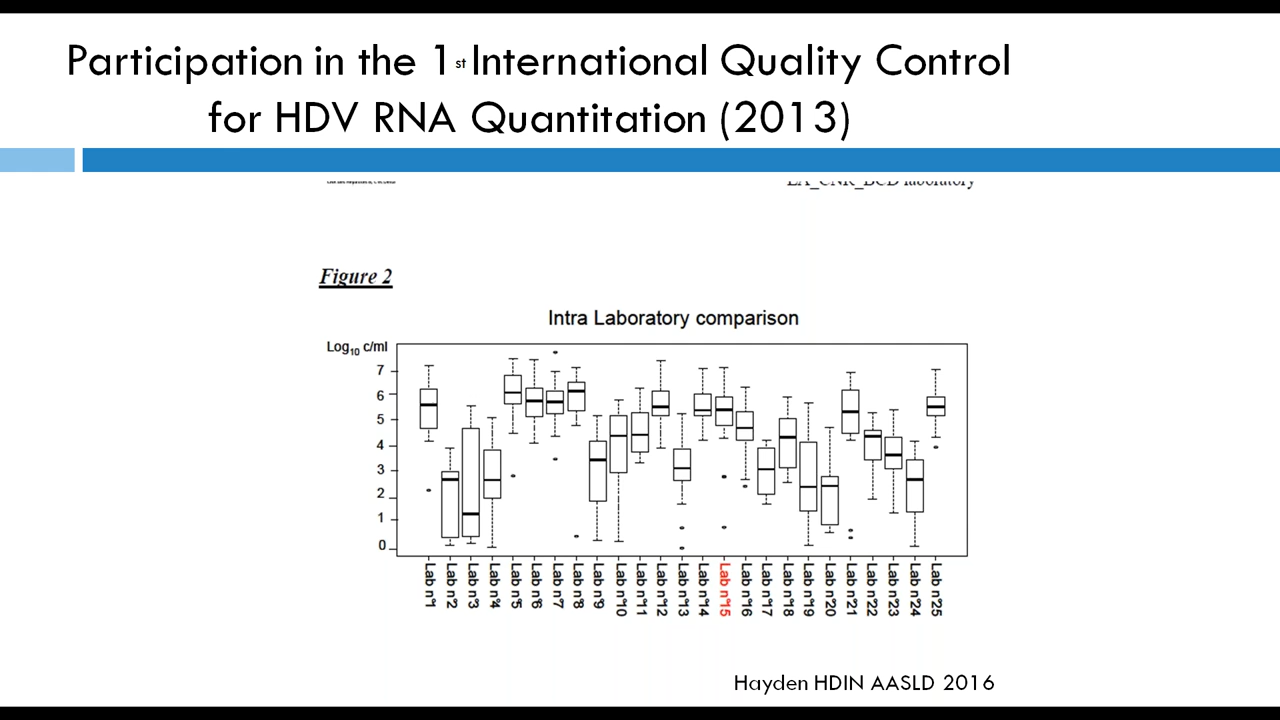 Participation in the 1st International Quality Control
for HDV RNA Quantitation (2013)
laboratory
Figure 2
Intra Laboratory comparison
Log10 c/ml
7
6
5
4
3
2
1
0
Lab n°1
Lab n°2
Lab n°3
Lab n°4
Lab n°5
Lab n°6
Lab n°7
Lab n°8
Lab n°9
Lab n°10
Lab n°11
Lab n°12
Lab n°13
Lab n°14
Lab n°15
Lab n°16
Lab n°17
Lab n°18
Lab n°19
Lab n°20
Lab n°21
Lab n°22
Lab n°23
Lab n°24
Lab n°25
Hayden HDIN AASLD 2016